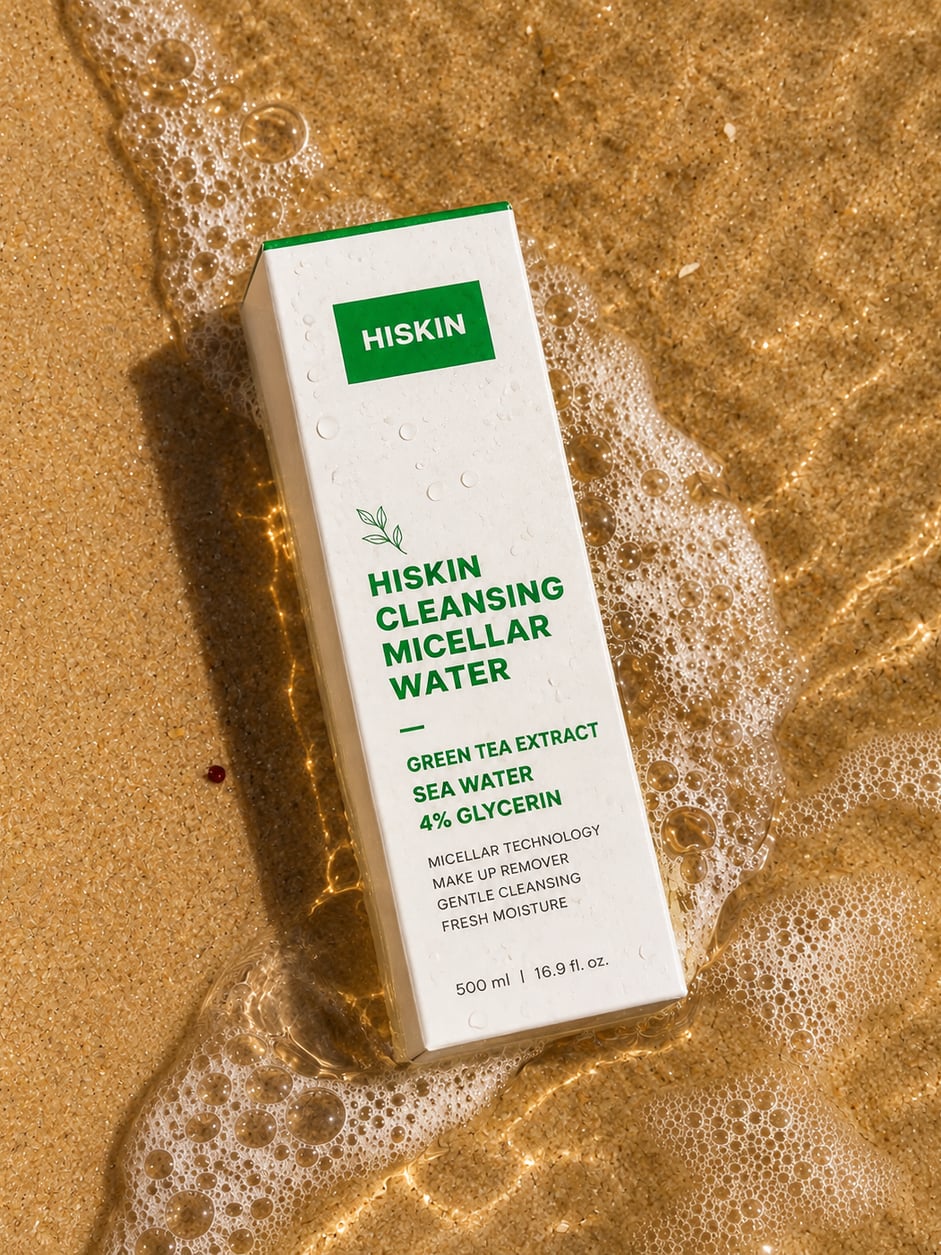 HISKIN
HISKIN
CLEANSING
MICELLAR
WATER
GREEN TEA EXTRACT
SEA WATER
4% GLYCERIN
MICELLAR TECHNOLOGY
MAKE UP REMOVER
GENTLE CLEANSING
FRESH MOISTURE
500 ml | 16.9 fl. oz.